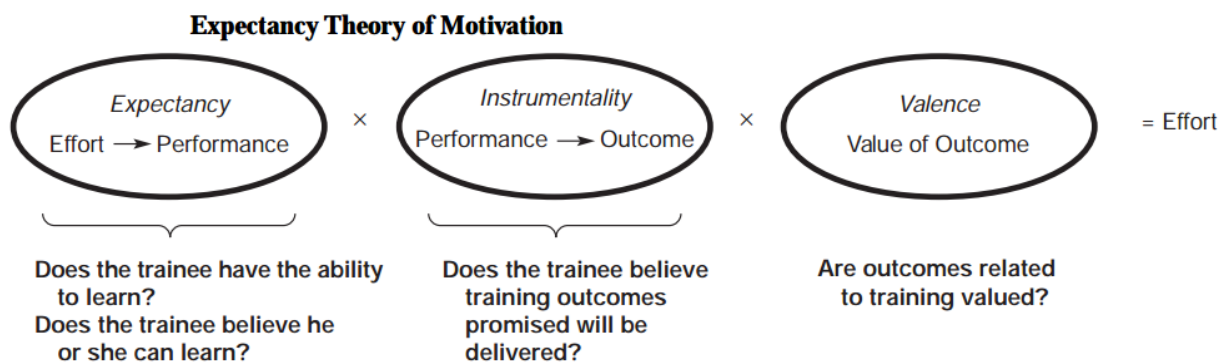 Expectancy Theory of Motivation
Expectancy
Effort → Performance
×
Instrumentality
Performance → Outcome
×
Valence
Value of Outcome
= Effort
Does the trainee have the ability
to learn?
Does the trainee believe he
or she can learn?
Does the trainee believe
training outcomes
promised will be
delivered?
Are outcomes related
to training valued?